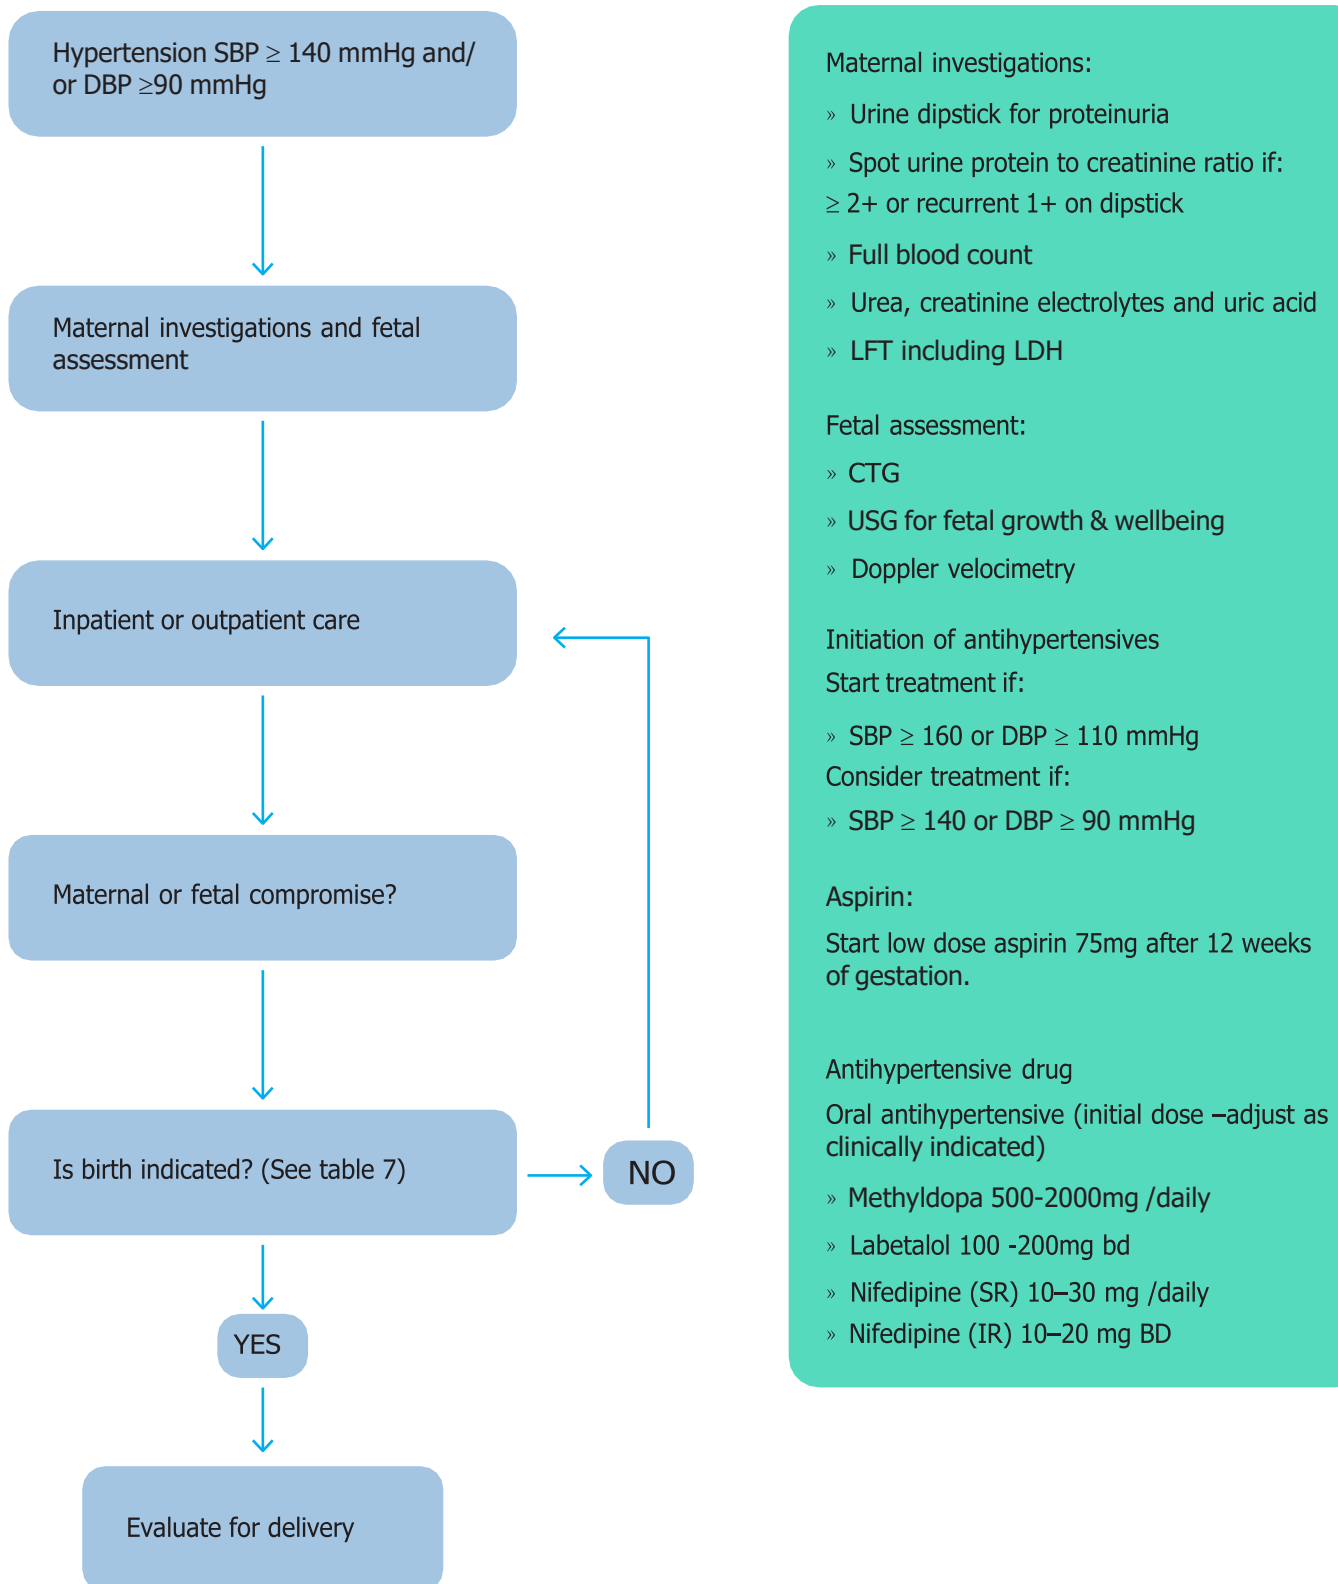 Hypertension SBP ≥ 140 mmHg and/
or DBP ≥90 mmHg
Maternal investigations and fetal
assessment
Inpatient or outpatient care
Maternal or fetal compromise?
Is birth indicated? (See table 7)
NO
YES
Evaluate for delivery
Maternal investigations:
» Urine dipstick for proteinuria
» Spot urine protein to creatinine ratio if:
≥ 2+ or recurrent 1+ on dipstick
» Full blood count
» Urea, creatinine electrolytes and uric acid
» LFT including LDH
Fetal assessment:
» CTG
» USG for fetal growth & wellbeing
» Doppler velocimetry
Initiation of antihypertensives
Start treatment if:
» SBP ≥ 160 or DBP ≥ 110 mmHg
Consider treatment if:
» SBP ≥ 140 or DBP ≥ 90 mmHg
Aspirin:
Start low dose aspirin 75mg after 12 weeks
of gestation.
Antihypertensive drug
Oral antihypertensive (initial dose –adjust as
clinically indicated)
» Methyldopa 500-2000mg /daily
» Labetalol 100 -200mg bd
» Nifedipine (SR) 10–30 mg /daily
» Nifedipine (IR) 10–20 mg BD